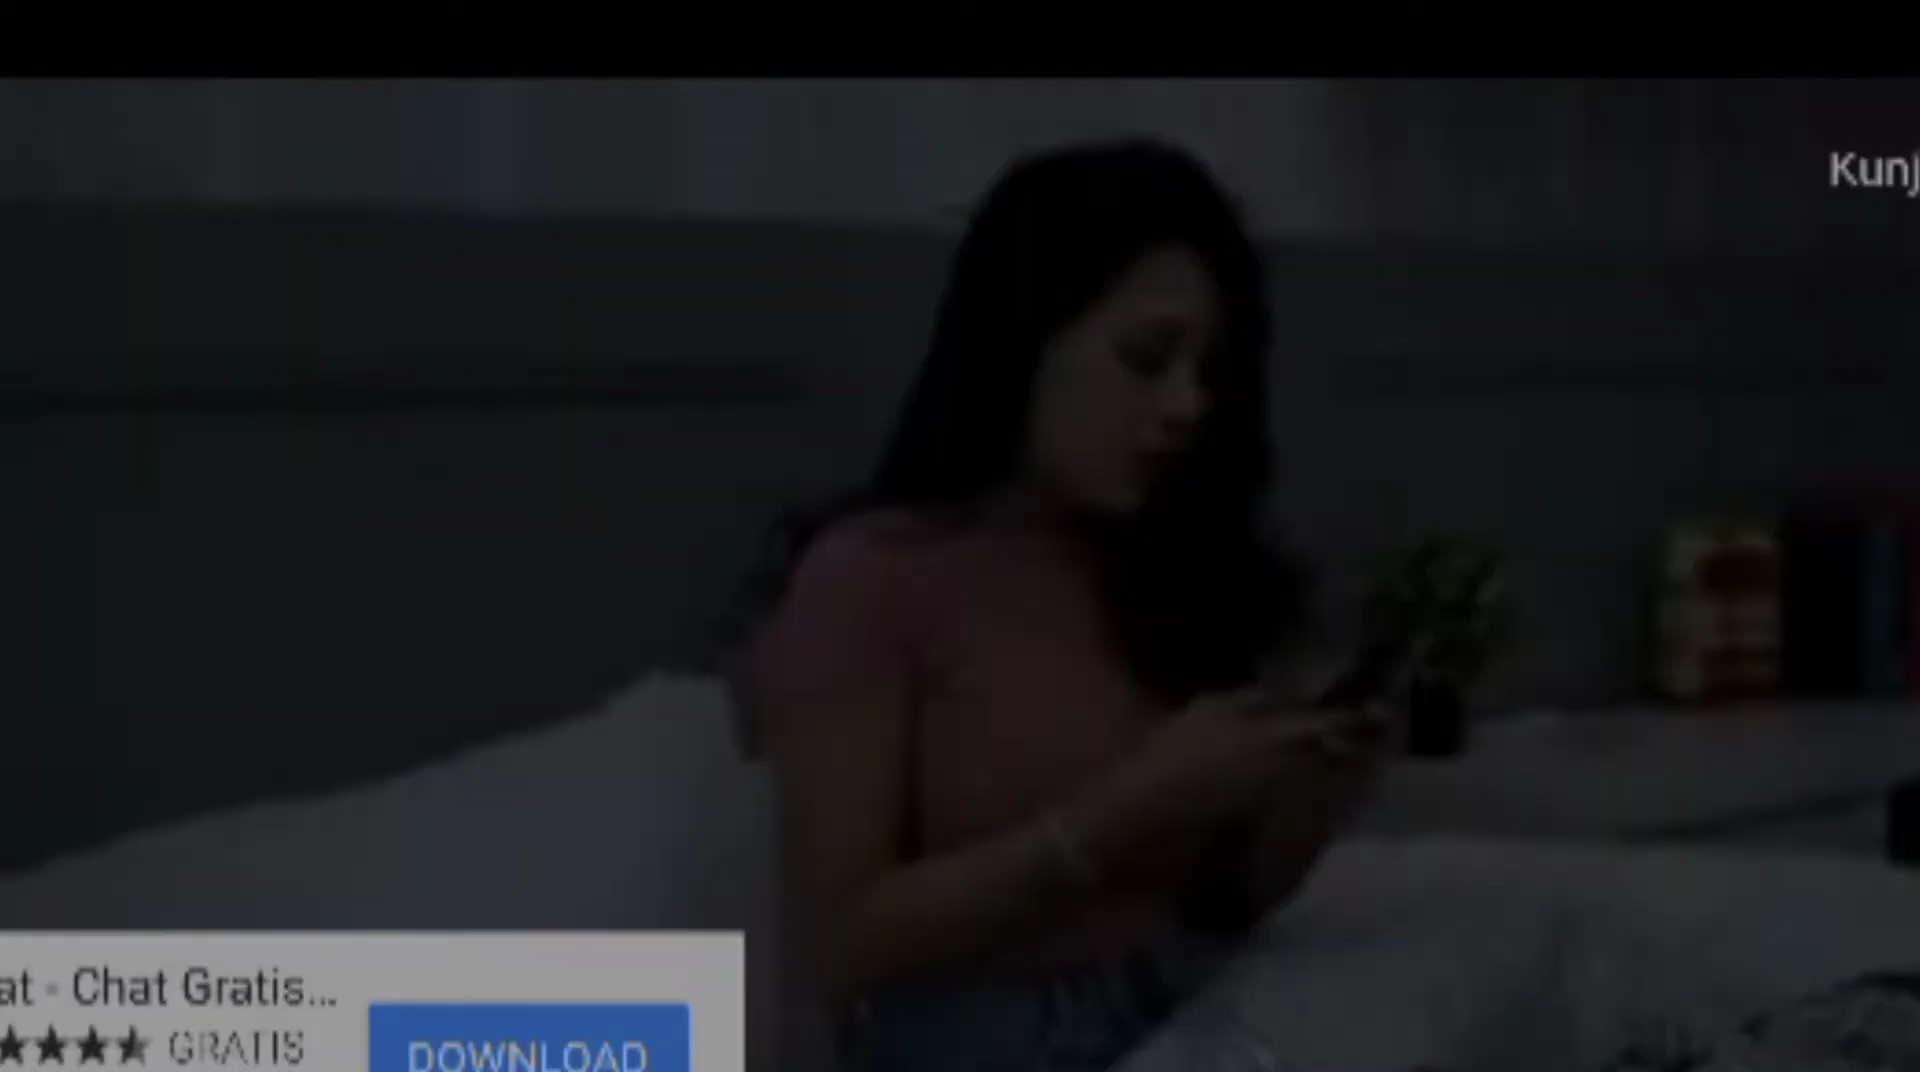 Kunj
at - Chat Gratis...
★★★★ GRATIS
DOWNLOAD